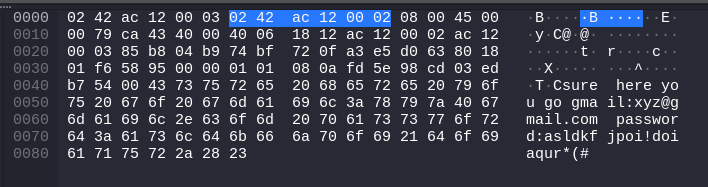 0000 02 42 ac 12 00 03 02 42 ac 12 00 02 08 00 45 00 ·B·····B ······E·
0010 00 79 ca 43 40 00 40 06 18 12 ac 12 00 02 ac 12 ·y·C@·@· ········
0020 00 03 85 b8 04 b9 74 bf 72 0f a3 e5 d0 63 80 18 ······t· r····c··
0030 01 f6 58 95 00 00 01 01 08 0a fd 5e 98 cd 03 ed ··X····· ···^····
0040 b7 54 00 43 73 75 72 65 20 68 65 72 65 20 79 6f ·T·Csure here yo
0050 75 20 67 6f 20 67 6d 61 69 6c 3a 78 79 7a 40 67 u go gma il:xyz@g
0060 6d 61 69 6c 2e 63 6f 6d 20 70 61 73 73 77 6f 72 mail.com passwor
0070 64 3a 61 73 6c 64 6b 66 6a 70 6f 69 21 64 6f 69 d:asldkf jpoi!doi
0080 61 71 75 72 2a 28 23 aqur*(#